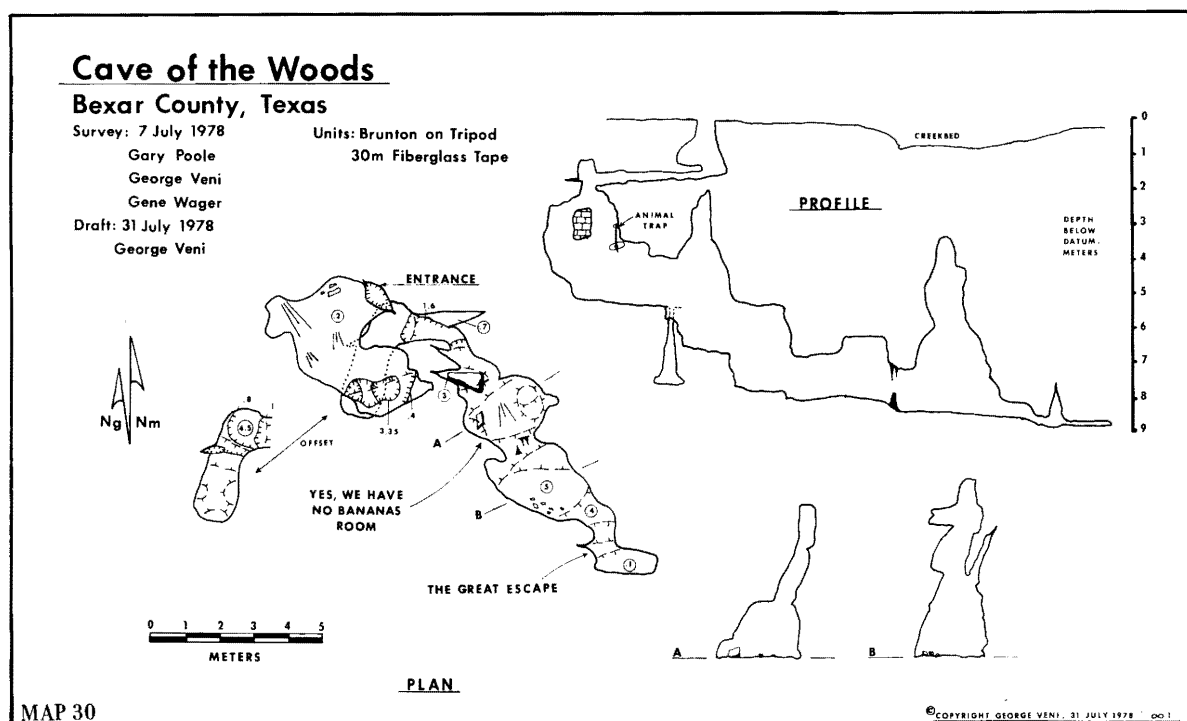 Cave of the Woods
Bexar County, Texas
Survey: 7 July 1978
Gary Poole
George Veni
Gene Wager
Draft: 31 July 1978
George Veni
Units: Brunton on Tripod
30m Fiberglass Tape
CREEKBED
0
1
2
3
4
5
6
7
8
9
DEPTH
BELOW
DATUM-
METERS
PROFILE
ANIMAL
TRAP
ENTRANCE
1.6
.7
2
3
.4
3.35
.8
1
4.5
OFFSET
Ng Nm
A
YES, WE HAVE
NO BANANAS
ROOM
B
5
4
.1
THE GREAT ESCAPE
0 1 2 3 4 5
METERS
PLAN
A
B
MAP 30
© COPYRIGHT GEORGE VENI, 31 JULY 1978